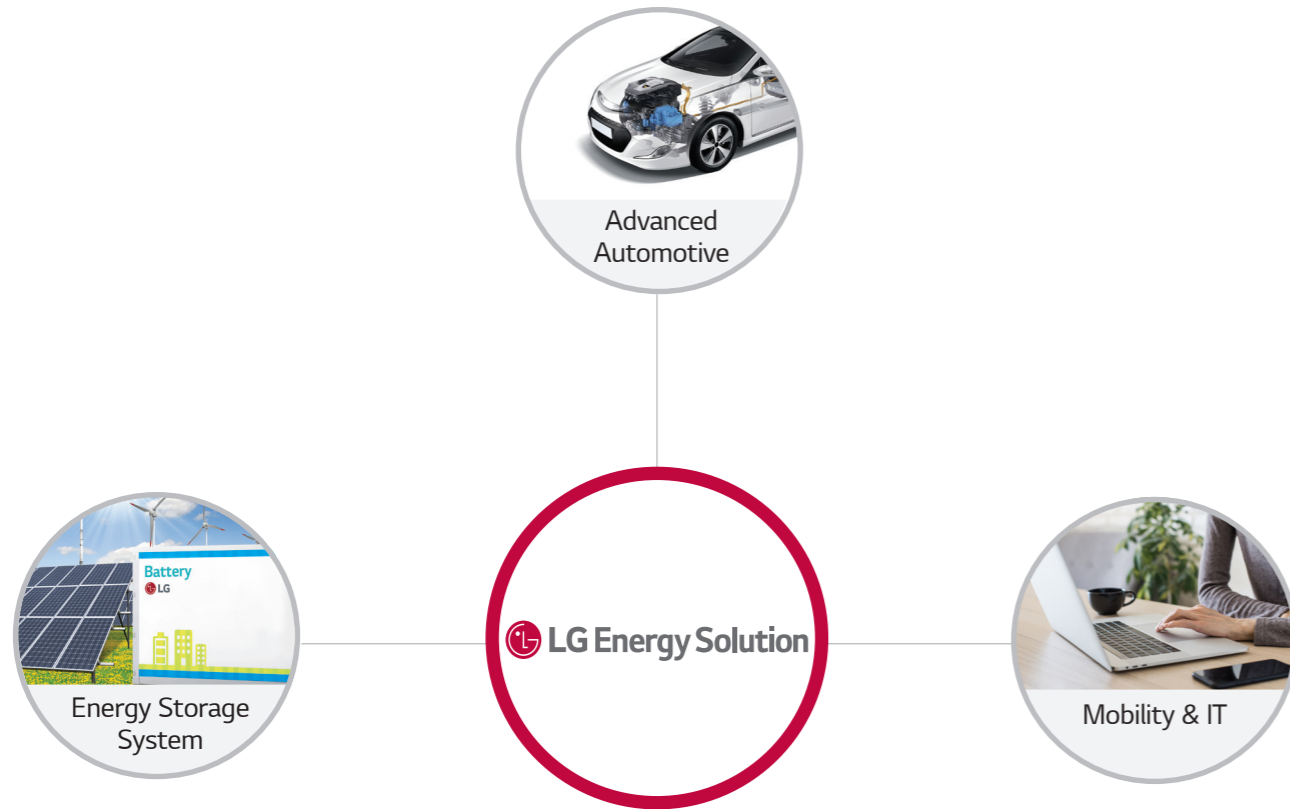 Advanced
Automotive
Battery
LG
LG Energy Solution
Energy Storage
System
Mobility & IT